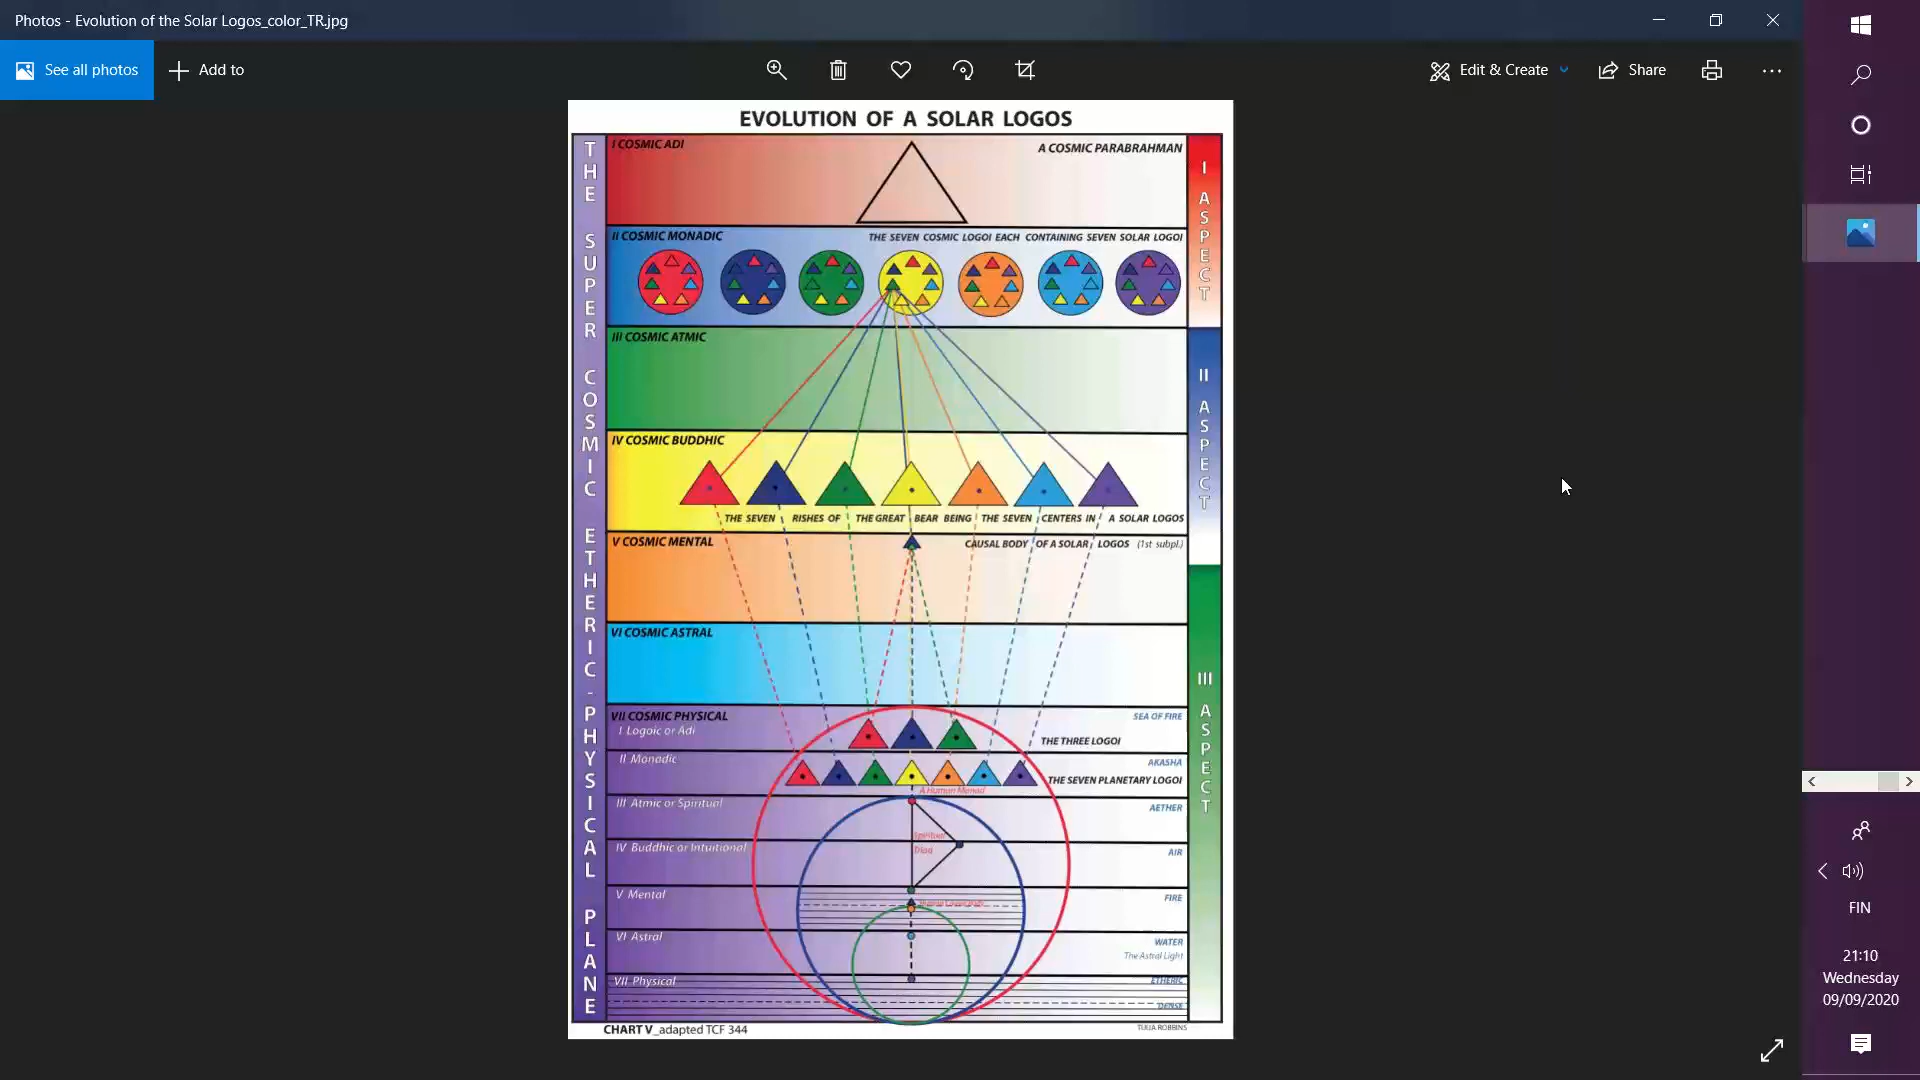 Photos - Evolution of the Solar Logos_color_TR.jpg
See all photos
Add to
Edit & Create
Share
EVOLUTION OF A SOLAR LOGOS
THE SUPER COSMIC ETHERIC-PHYSICAL PLANE
I COSMIC ADI
A COSMIC PARABRAHMAN
I ASPECT
II COSMIC MONADIC
THE SEVEN COSMIC LOGOI EACH CONTAINING SEVEN SOLAR LOGOI
III COSMIC ATMIC
II ASPECT
IV COSMIC BUDDHIC
THE SEVEN RISHES OF THE GREAT BEAR BEING THE SEVEN CENTERS IN A SOLAR LOGOS
V COSMIC MENTAL
CAUSAL BODY OF A SOLAR LOGOS (1st subpl.)
VI COSMIC ASTRAL
III ASPECT
VII COSMIC PHYSICAL
SEA OF FIRE
I Logoic or Adi
THE THREE LOGOI
II Monadic
AKASHA
THE SEVEN PLANETARY LOGOI
A Human Monad
III Atmic or Spiritual
AETHER
Spiritual
IV Buddhic or Intuitional
Triad
AIR
V Mental
FIRE
VI Astral
WATER
The Astral Light
VII Physical
ETHERIC
DENSE
CHART V_adapted TCF 344
TUIJA ROBBINS
FIN
21:10
Wednesday
09/09/2020